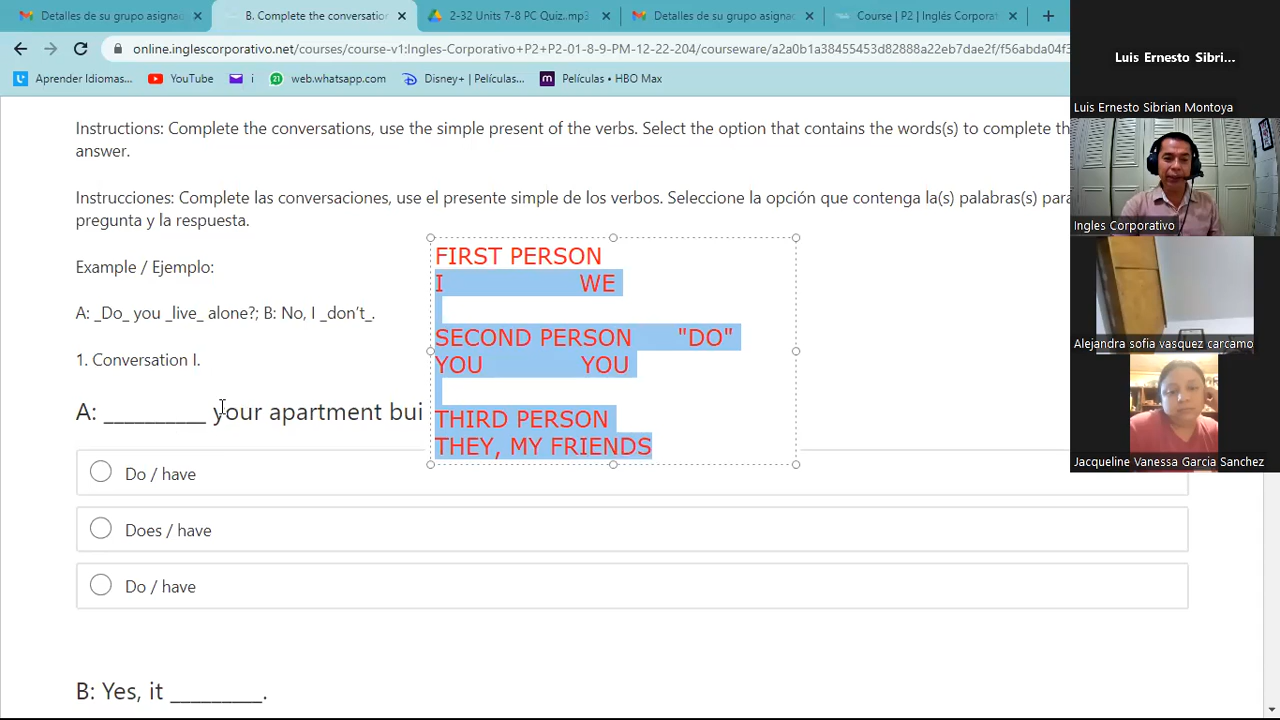 Detalles de su grupo asigna
B. Complete the conversation
2-32 Units 7-8 PC Quiz..mp3
Detalles de su grupo asigna
Course | P2 | Inglés Corporat
online.inglescorporativo.net/courses/course-v1:Ingles-Corporativo+P2+P2-01-8-9-PM-12-22-204/courseware/a2a0b1a38455453d82888a22eb7dae2f/f56abda04f3
Aprender Idiomas...
YouTube
i
web.whatsapp.com
Disney+ | Películas...
Películas • HBO Max
Instructions: Complete the conversations, use the simple present of the verbs. Select the option that contains the words(s) to complete th
answer.
Instrucciones: Complete las conversaciones, use el presente simple de los verbos. Seleccione la opción que contenga la(s) palabras(s) para
pregunta y la respuesta.
Example / Ejemplo:
A: _Do_ you _live_ alone?; B: No, I _don't_.
1. Conversation I.
A: __________ your apartment bui
Do / have
Does / have
Do / have
B: Yes, it _________.
FIRST PERSON
I WE
SECOND PERSON "DO"
YOU YOU
THIRD PERSON
THEY, MY FRIENDS
Luis Ernesto Sibri...
Luis Ernesto Sibrian Montoya
Ingles Corporativo
Alejandra sofia vasquez carcamo
Jacqueline Vanessa Garcia Sanchez